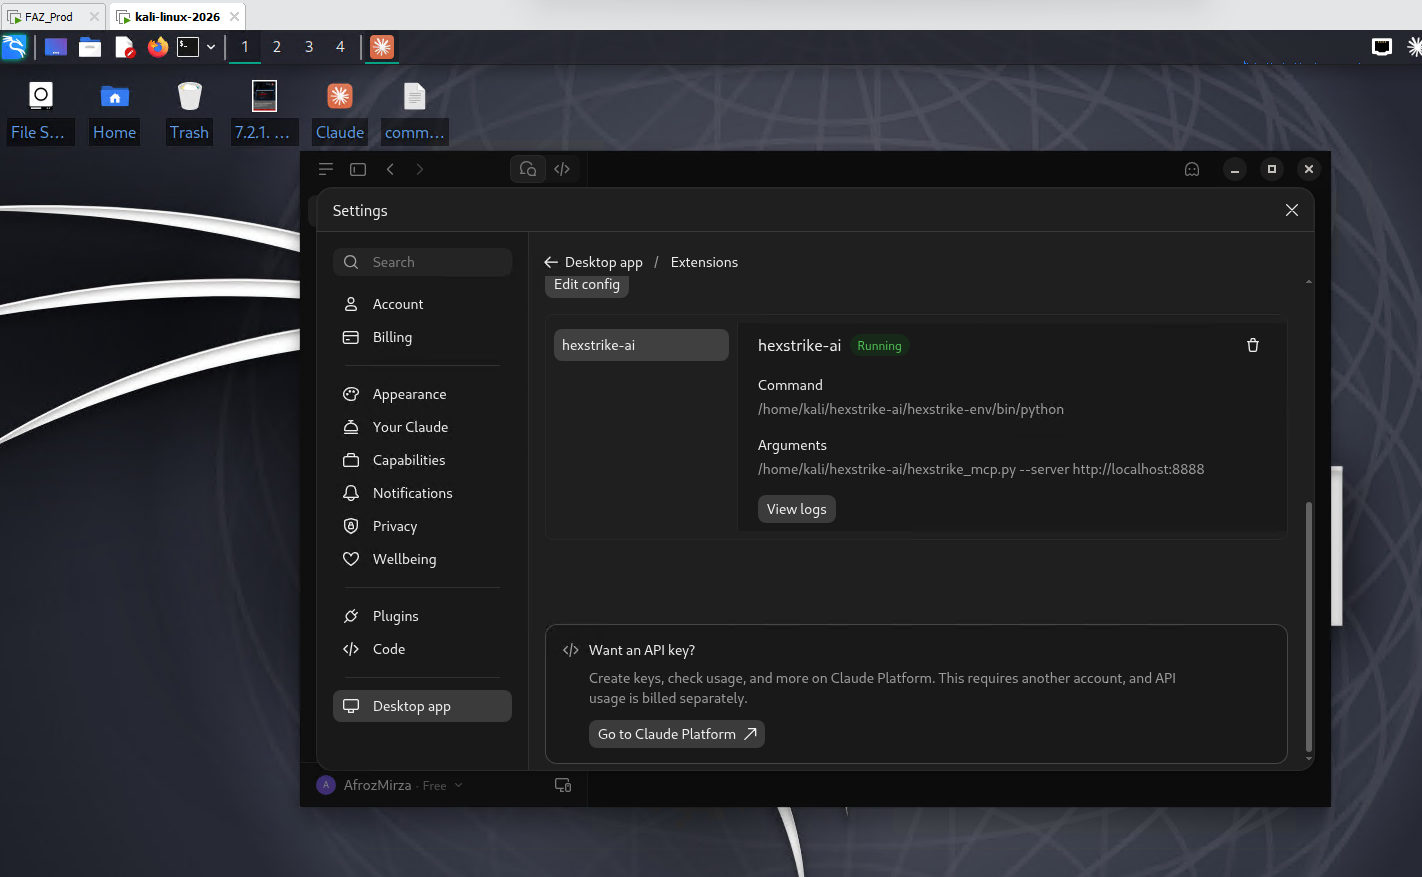 FAZ_Prod
kali-linux-2026
1 2 3 4
File S...
Home
Trash
7.2.1. ...
Claude
comm...
Settings
Search
Account
Billing
Appearance
Your Claude
Capabilities
Notifications
Privacy
Wellbeing
Plugins
Code
Desktop app
Desktop app / Extensions
Edit config
hexstrike-ai
hexstrike-ai Running
Command
/home/kali/hexstrike-ai/hexstrike-env/bin/python
Arguments
/home/kali/hexstrike-ai/hexstrike_mcp.py --server http://localhost:8888
View logs
Want an API key?
Create keys, check usage, and more on Claude Platform. This requires another account, and API
usage is billed separately.
Go to Claude Platform
A AfrozMirza · Free